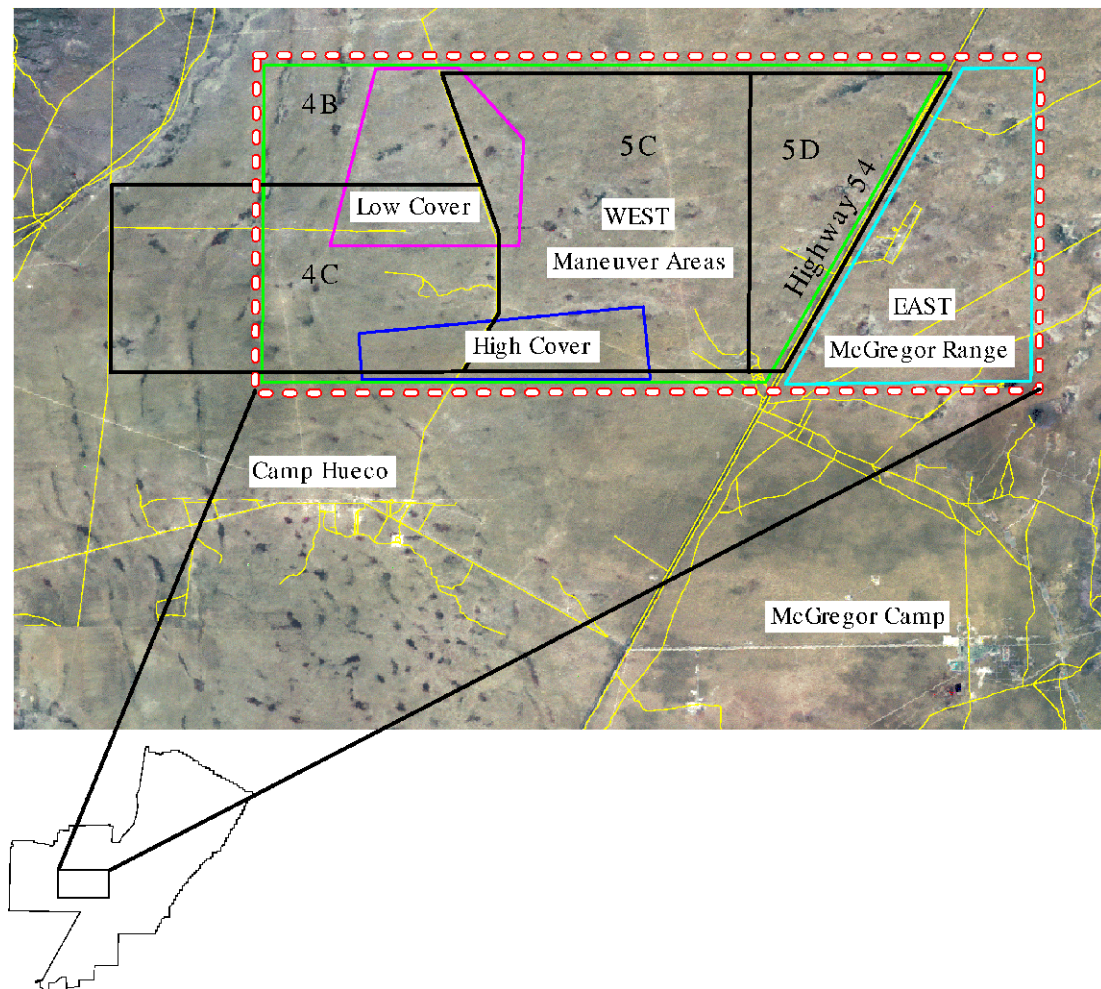 4B
5C
5D
Low Cover
WEST
Highway 54
Maneuver Areas
4C
EAST
High Cover
McGregor Range
Camp Hueco
McGregor Camp